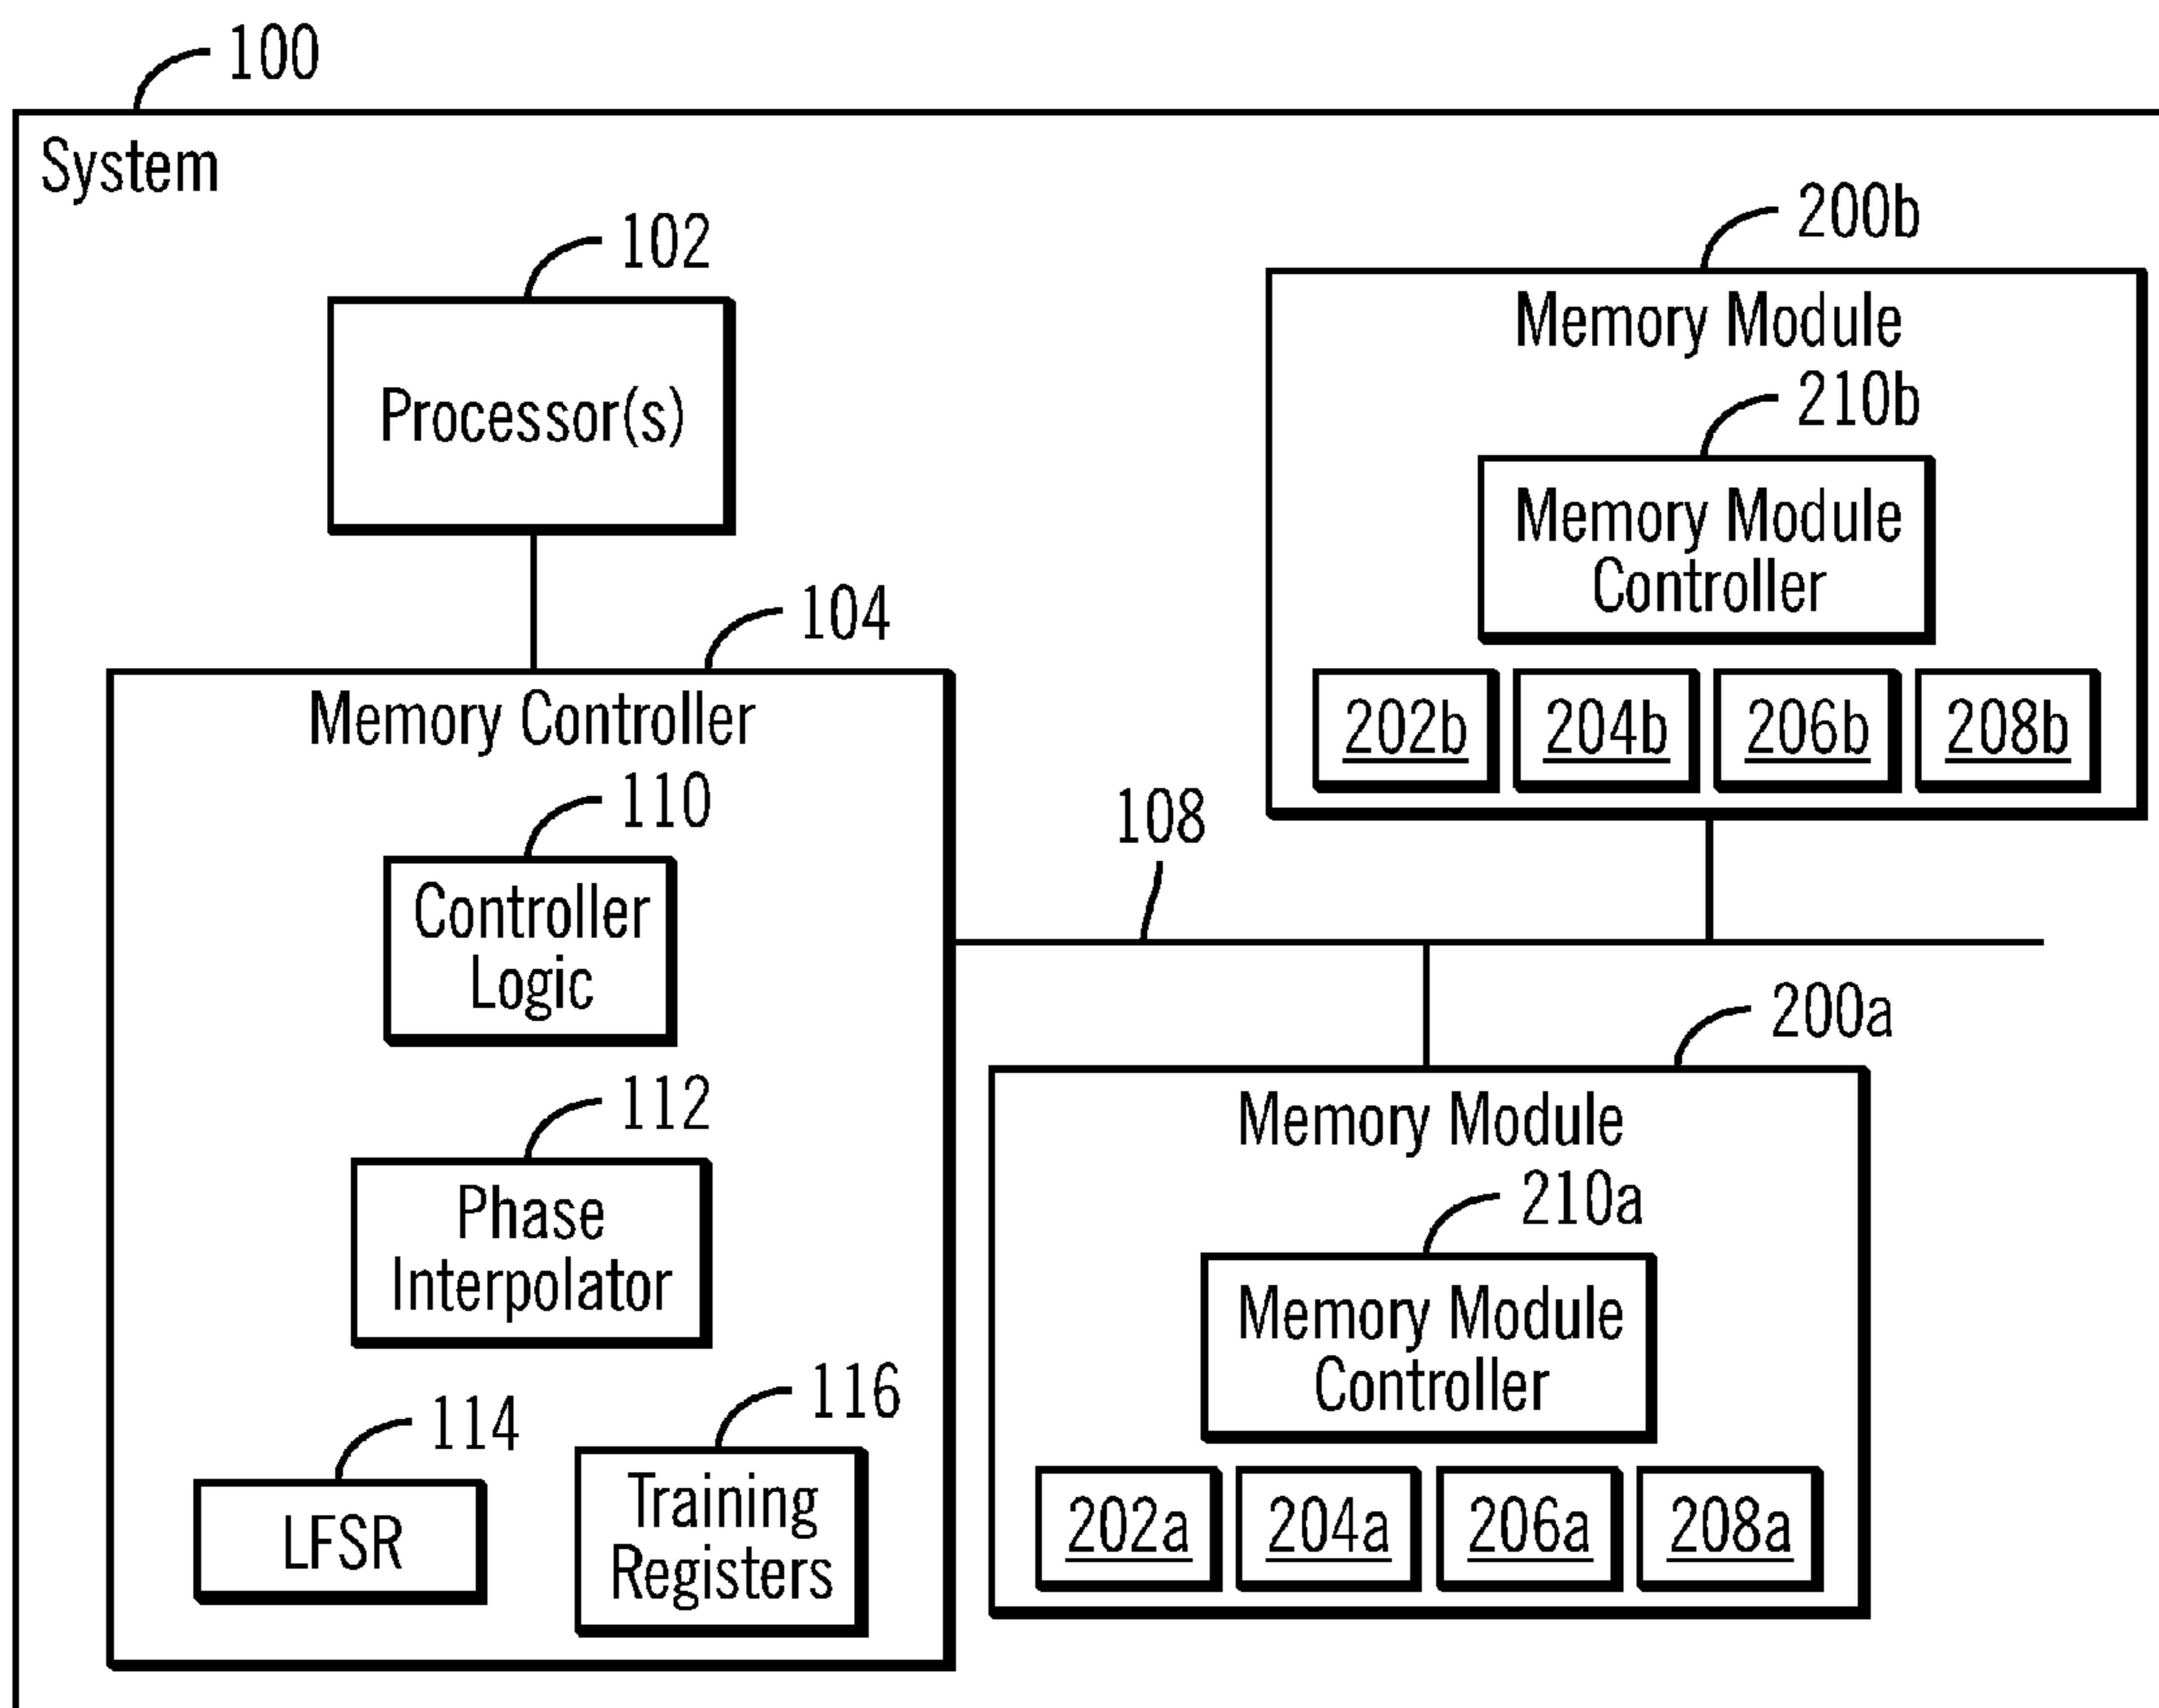 100
System
102
Processor(s)
104
Memory Controller
110
Controller
Logic
112
Phase
Interpolator
114
LFSR
116
Training
Registers
108
200b
Memory Module
210b
Memory Module
Controller
202b 204b 206b 208b
200a
Memory Module
210a
Memory Module
Controller
202a 204a 206a 208a